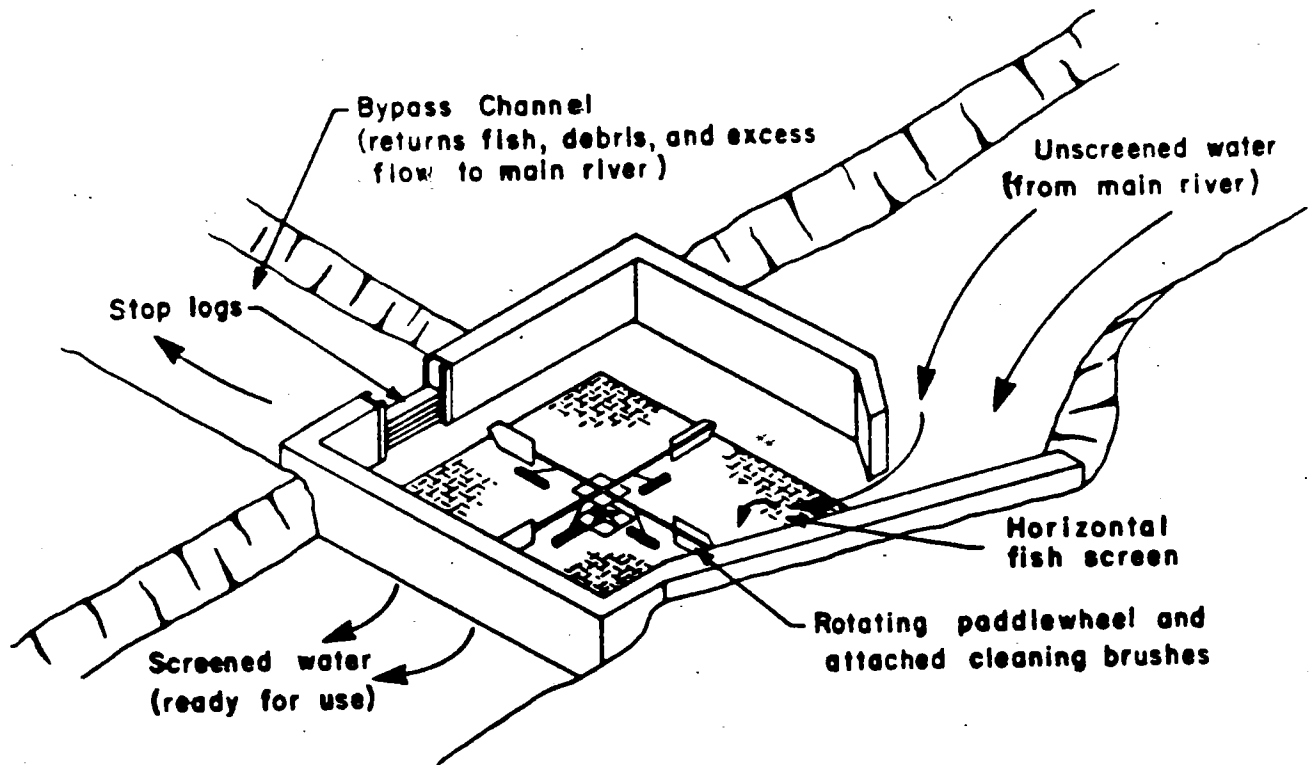 Bypass Channel
(returns fish, debris, and excess
flow to main river)
Unscreened water
(from main river)
Stop logs
Horizontal
fish screen
Rotating paddlewheel and
attached cleaning brushes
Screened water
(ready for use)